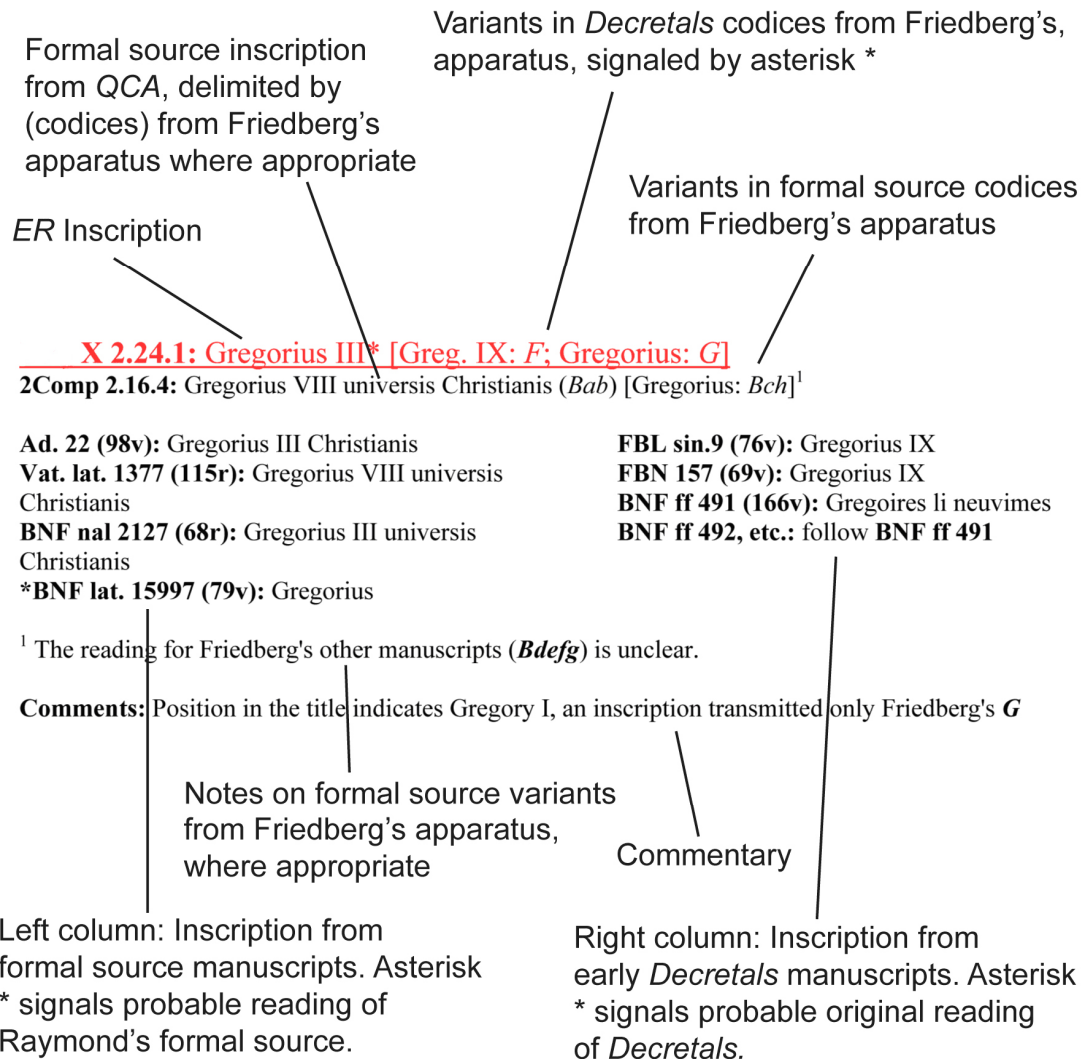 Variants in Decretals codices from Friedberg's,
apparatus, signaled by asterisk *
Formal source inscription
from QCA, delimited by
(codices) from Friedberg's
apparatus where appropriate
Variants in formal source codices
from Friedberg's apparatus
ER Inscription
X 2.24.1: Gregorius III* [Greg. IX: F; Gregorius: G]
2Comp 2.16.4: Gregorius VIII universis Christianis (Bab) [Gregorius: Bch]1
Ad. 22 (98v): Gregorius III Christianis
Vat. lat. 1377 (115r): Gregorius VIII universis
Christianis
BNF nal 2127 (68r): Gregorius III universis
Christianis
*BNF lat. 15997 (79v): Gregorius
FBL sin.9 (76v): Gregorius IX
FBN 157 (69v): Gregorius IX
BNF ff 491 (166v): Gregoires li neuvimes
BNF ff 492, etc.: follow BNF ff 491
1 The reading for Friedberg's other manuscripts (Bdefg) is unclear.
Comments: Position in the title indicates Gregory I, an inscription transmitted only Friedberg's G
Notes on formal source variants
from Friedberg's apparatus,
where appropriate
Commentary
Left column: Inscription from
formal source manuscripts. Asterisk
* signals probable reading of
Raymond's formal source.
Right column: Inscription from
early Decretals manuscripts. Asterisk
* signals probable original reading
of Decretals.